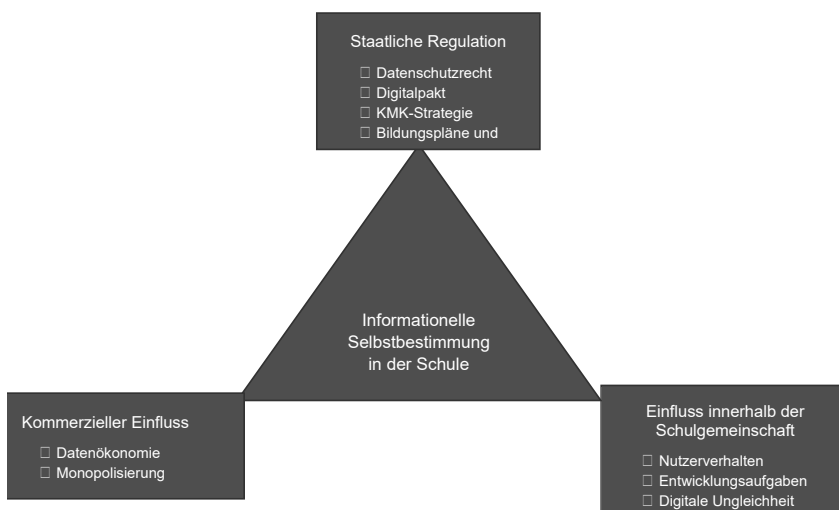 Staatliche Regulation
Datenschutzrecht
Digitalpakt
KMK-Strategie
Bildungspläne und
Informationelle
Selbstbestimmung
in der Schule
Kommerzieller Einfluss
Datenökonomie
Monopolisierung
Einfluss innerhalb der
Schulgemeinschaft
Nutzerverhalten
Entwicklungsaufgaben
Digitale Ungleichheit